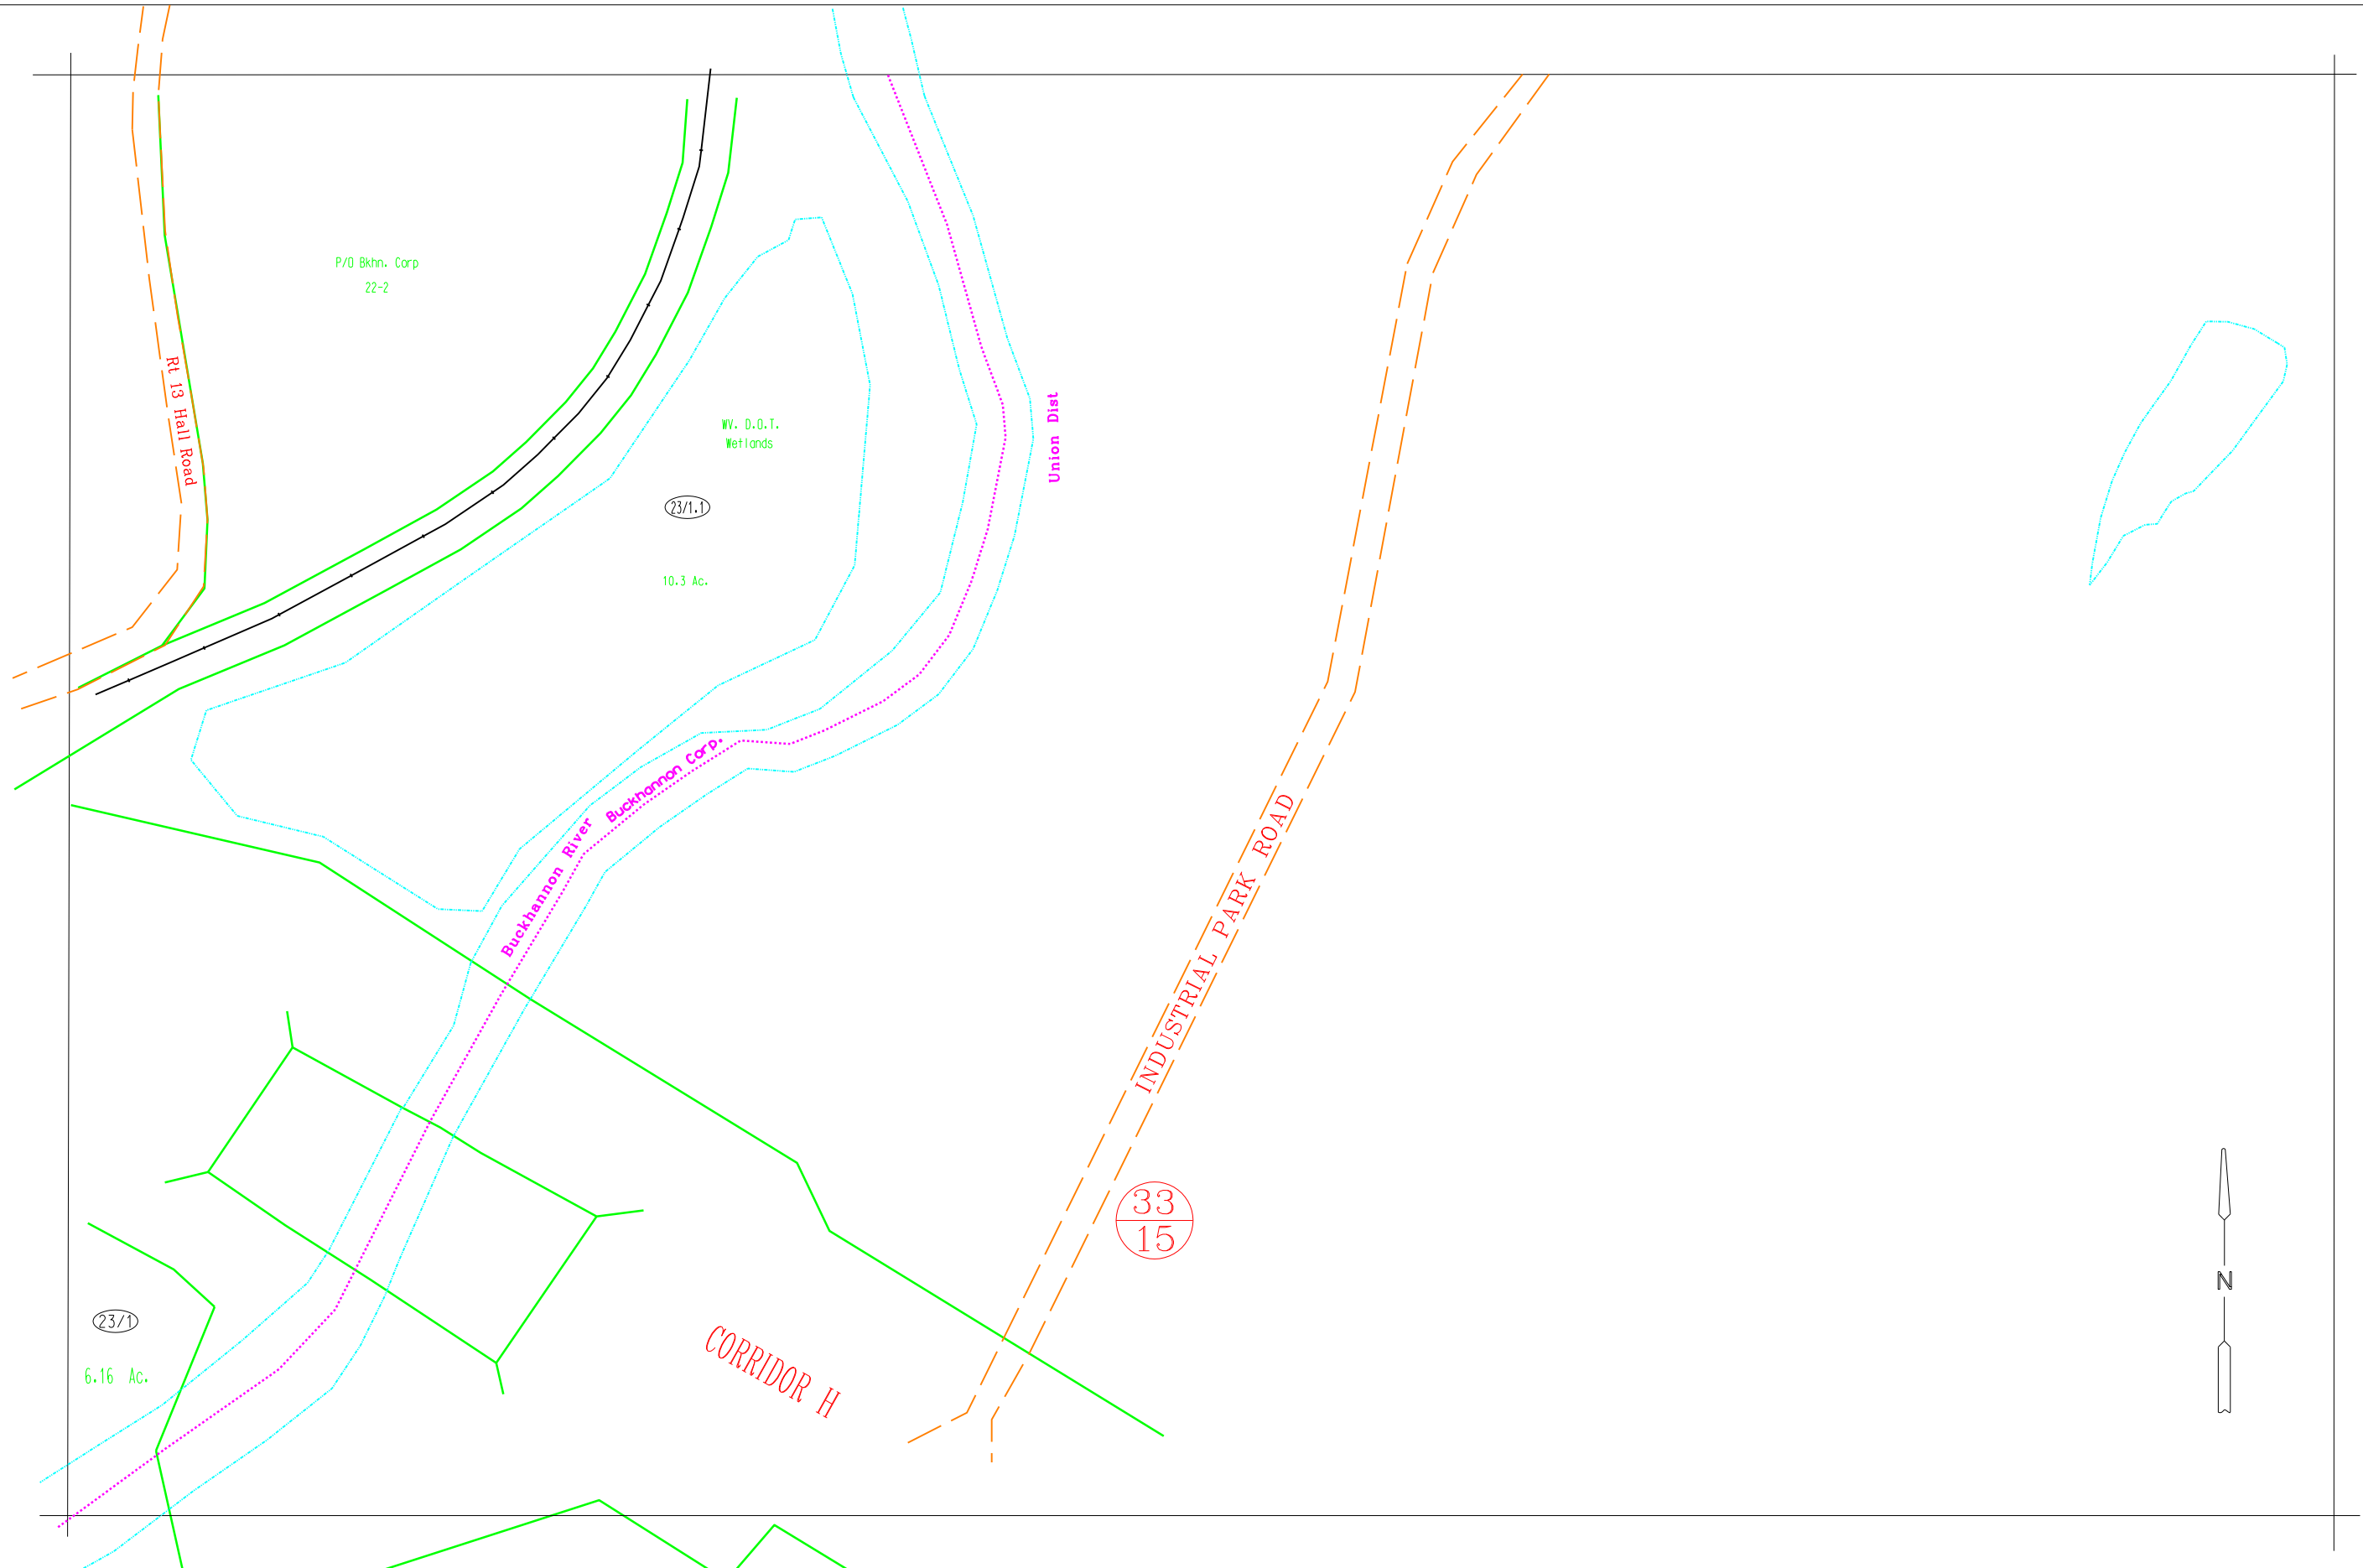 P/O Bkhn. Corp
22-2
Rt 13 Hall Road
WV. D.O.T.
Wetlands
23/1.1
10.3 Ac.
Union Dist
Buckhannon Corp.
Buckhannon River
INDUSTRIAL PARK ROAD
33
15
N
23/1
6.16 Ac.
CORRIDOR H